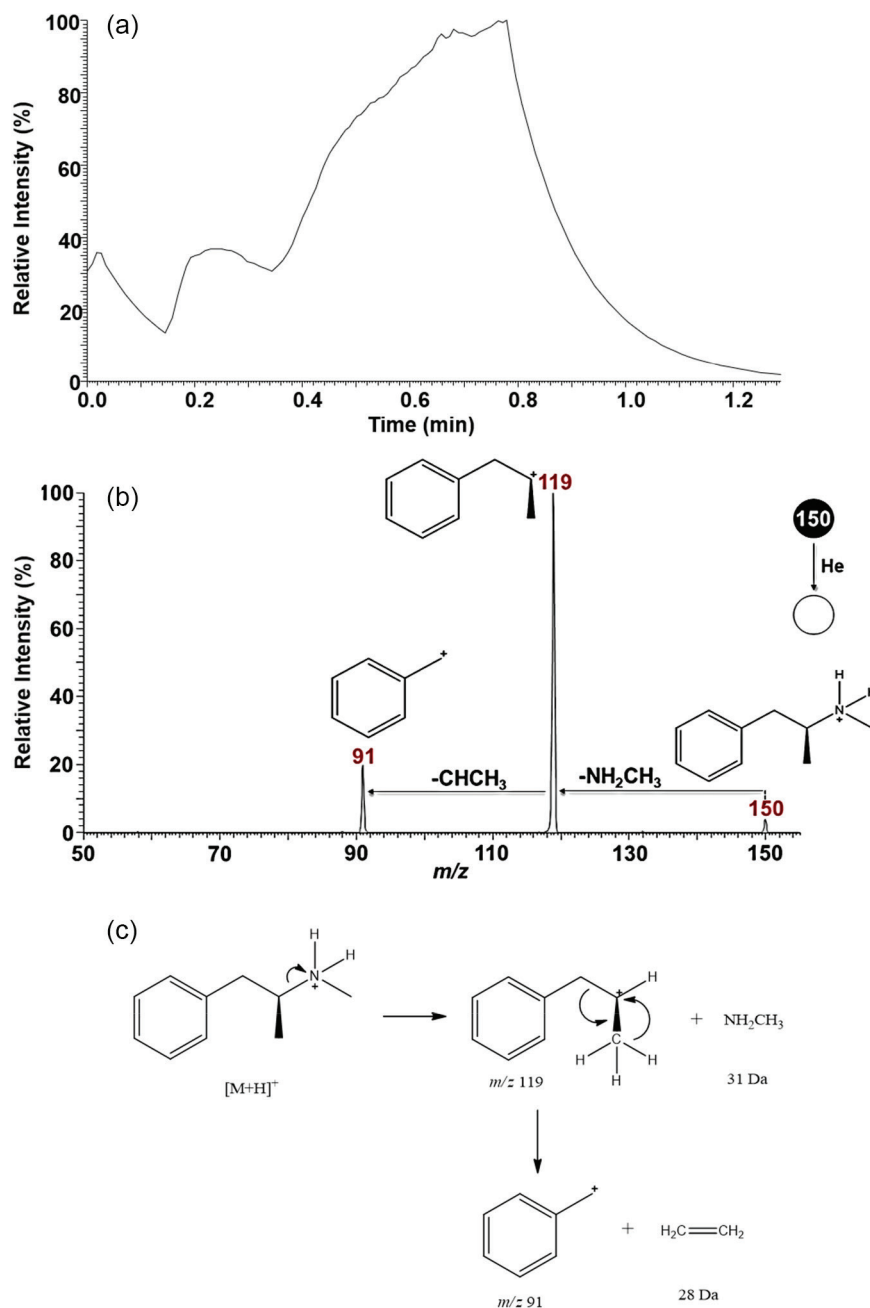 (a)
Relative Intensity (%)
100
80
60
40
20
0
0.0 0.2 0.4 0.6 0.8 1.0 1.2
Time (min)
(b)
Relative Intensity (%)
100
80
60
40
20
0
+
119
150
He
+
91
H
N H
+
-CHCH₃ -NH₂CH₃
150
50 70 90 110 130 150
m/z
(c)
H
N H
+
[M+H]⁺
H
+
C
H H
H
m/z 119
+ NH₂CH₃
31 Da
+
m/z 91
+ H₂C CH₂
28 Da